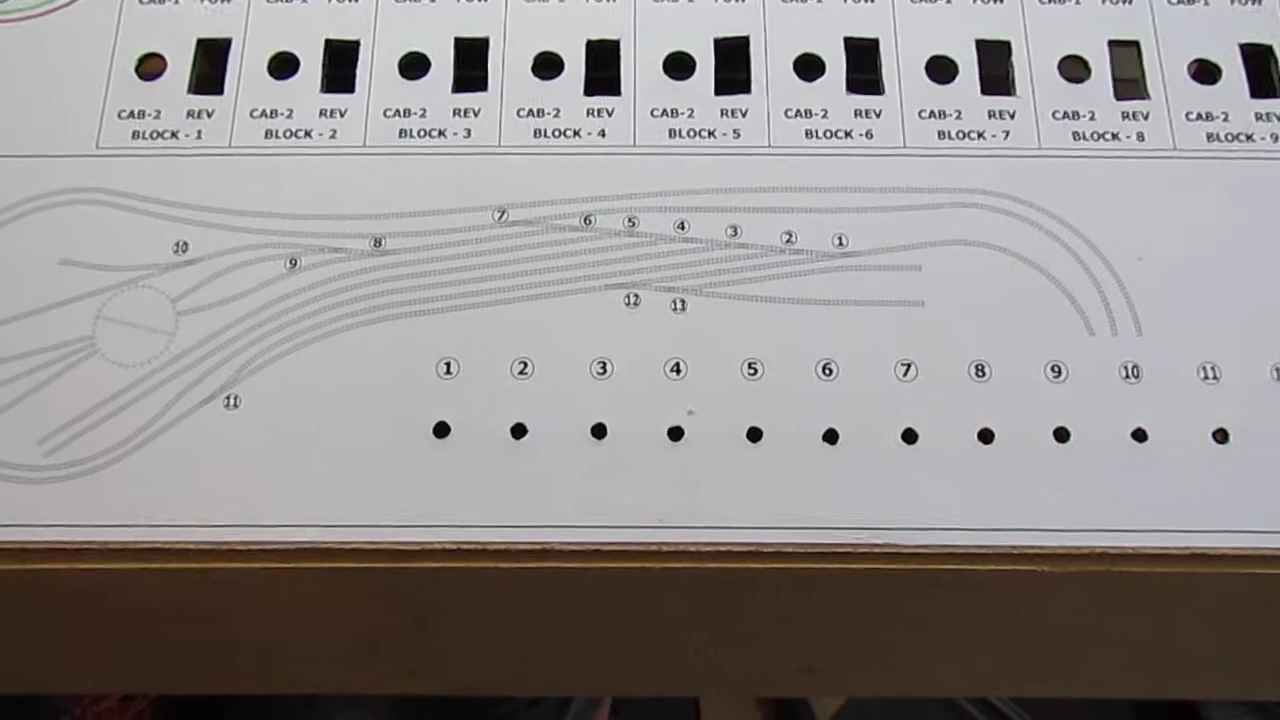 CAB-2 REV CAB-2 REV CAB-2 REV CAB-2 REV CAB-2 REV CAB-2 REV CAB-2 REV CAB-2 REV CAB-2 REV
BLOCK - 1 BLOCK - 2 BLOCK - 3 BLOCK - 4 BLOCK - 5 BLOCK -6 BLOCK - 7 BLOCK - 8 BLOCK - 9
⑦ ⑥ ⑤ ④ ③ ② ①
⑩ ⑨ ⑧
⑫ ⑬
⑪
① ② ③ ④ ⑤ ⑥ ⑦ ⑧ ⑨ ⑩ ⑪